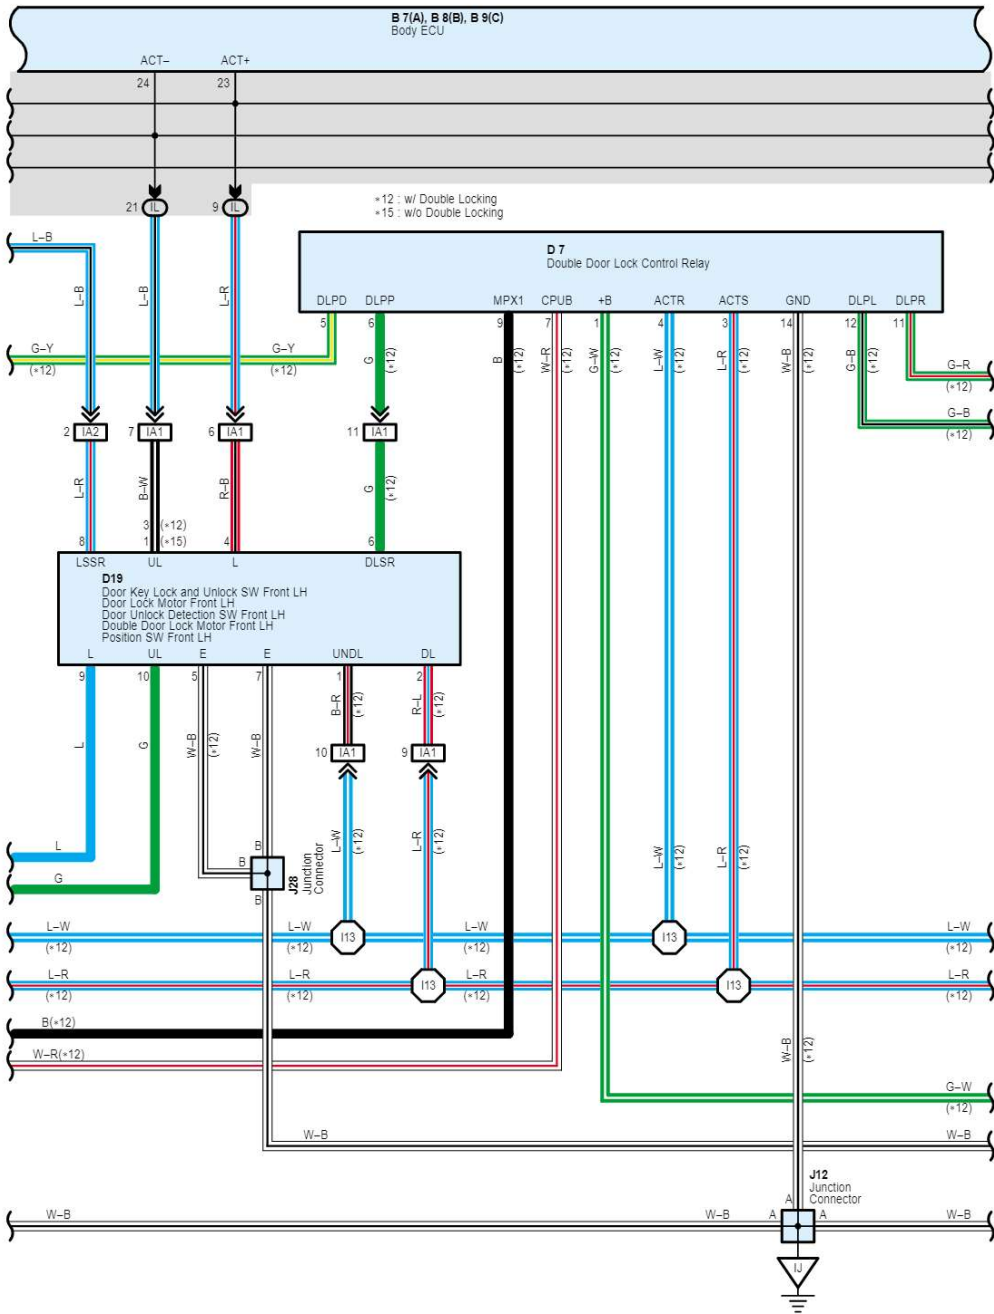 B 7(A), B 8(B), B 9(C)
Body ECU
ACT– ACT+
24 23
21 IL 9 IL
∗12 : w/ Double Locking
∗15 : w/o Double Locking
L–B
D 7
Double Door Lock Control Relay
L–B L–B L–R
DLPD DLPP MPX1 CPUB +B ACTR ACTS GND DLPL DLPR
5 6 9 7 1 4 3 14 12 11
G–Y G–Y
(∗12) (∗12)
G (∗12) B (∗12) W–R G–W (∗12) L–W (∗12) L–R (∗12) W–B (∗12) G–B (∗12)
G–R
(∗12)
G–B
(∗12)
2 IA2 7 IA1 6 IA1 11 IA1
L–R B–W R–B G (∗12)
3 (∗12)
8 1 (∗15) 4 6
LSSR UL L DLSR
D19
Door Key Lock and Unlock SW Front LH
Door Lock Motor Front LH
Door Unlock Detection SW Front LH
Double Door Lock Motor Front LH
Position SW Front LH
L UL E E UNDL DL
9 10 5 7 1 2
L G W–B (∗12) W–B B–R (∗12) R–L (∗12)
10 IA1 9 IA1
L–W (∗12) L–R (∗12) L–W (∗12) L–R (∗12)
L
G
B
B
B
J28
Junction
Connector
L–W L–W I13 L–W I13 L–W
(∗12) (∗12) (∗12) (∗12)
L–R L–R I13 L–R I13 L–R
(∗12) (∗12) (∗12) (∗12)
B(∗12)
W–R(∗12)
W–B (∗12)
G–W
(∗12)
W–B W–B
J12
Junction
Connector
A
W–B W–B A A W–B
IJ